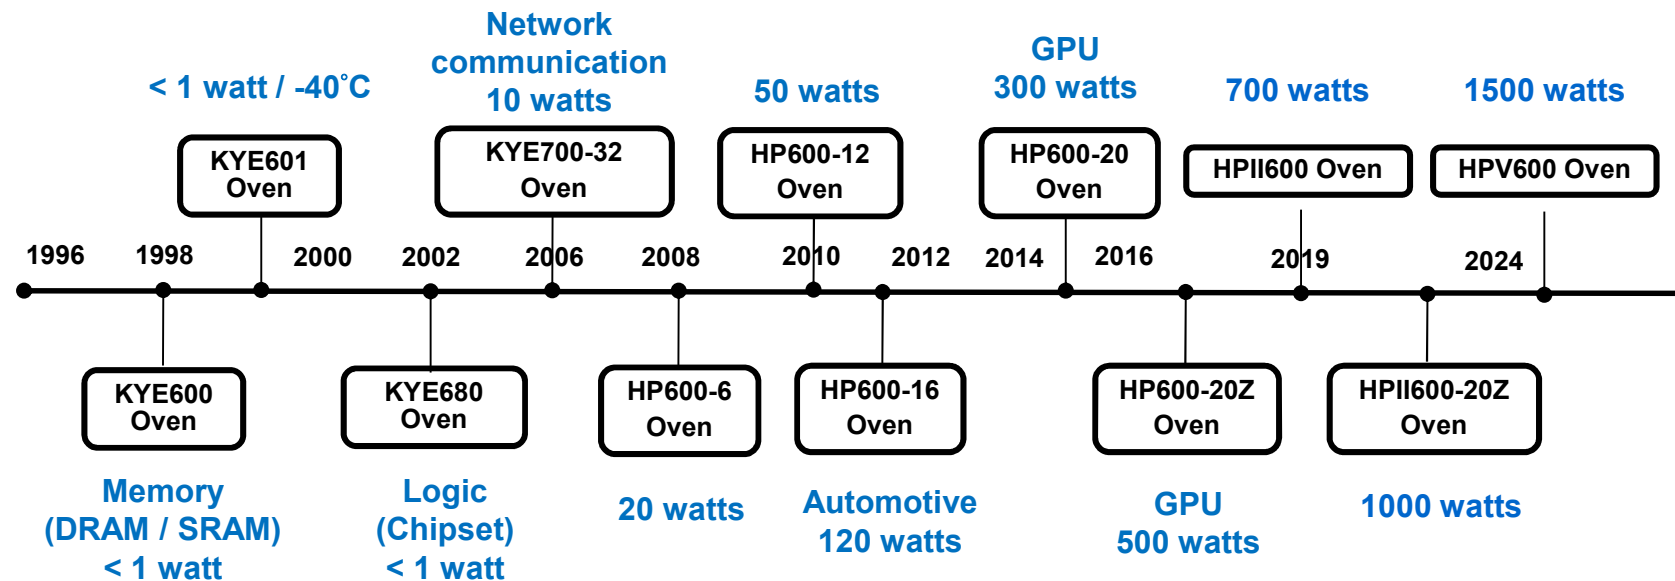 Network
communication
10 watts
GPU
300 watts
< 1 watt / -40°C
50 watts
700 watts
1500 watts
KYE601
Oven
KYE700-32
Oven
HP600-12
Oven
HP600-20
Oven
HPII600 Oven
HPV600 Oven
1996
1998
2000
2002
2006
2008
2010
2012
2014
2016
2019
2024
KYE600
Oven
KYE680
Oven
HP600-6
Oven
HP600-16
Oven
HP600-20Z
Oven
HPII600-20Z
Oven
Memory
(DRAM / SRAM)
< 1 watt
Logic
(Chipset)
< 1 watt
20 watts
Automotive
120 watts
GPU
500 watts
1000 watts